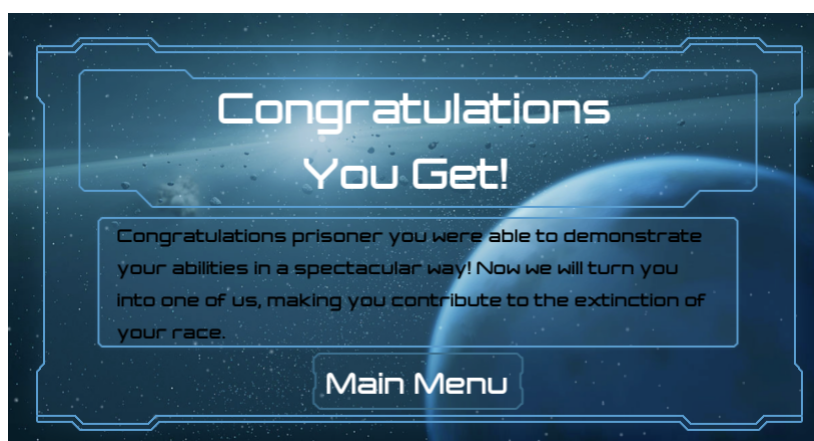 Congratulations
You Get!
Congratulations prisoner you were able to demonstrate
your abilities in a spectacular way! Now we will turn you
into one of us, making you contribute to the extinction of
your race.
Main Menu